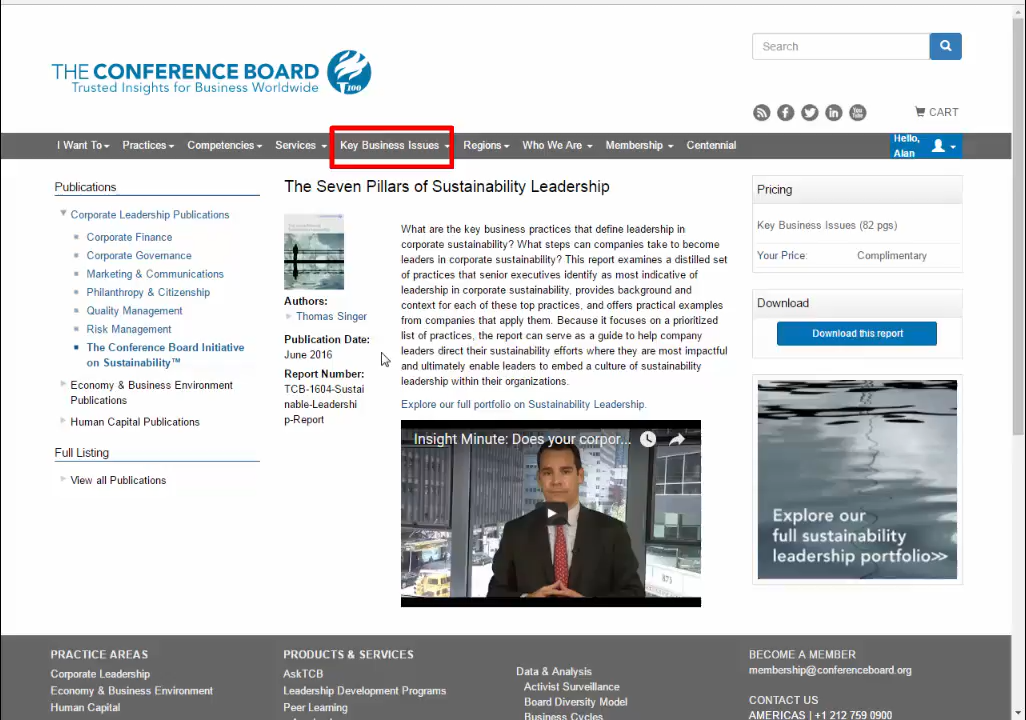 Search
THE CONFERENCE BOARD
Trusted Insights for Business Worldwide
100
You
Tube
CART
I Want To
Practices
Competencies
Services
Key Business Issues
Regions
Who We Are
Membership
Centennial
Hello,
Alan
Publications
Corporate Leadership Publications
Corporate Finance
Corporate Governance
Marketing & Communications
Philanthropy & Citizenship
Quality Management
Risk Management
The Conference Board Initiative
on Sustainability™
Economy & Business Environment
Publications
Human Capital Publications
Full Listing
View all Publications
The Seven Pillars of Sustainability Leadership
Authors:
Thomas Singer
Publication Date:
June 2016
Report Number:
TCB-1604-Sustai
nable-Leadershi
p-Report
What are the key business practices that define leadership in
corporate sustainability? What steps can companies take to become
leaders in corporate sustainability? This report examines a distilled set
of practices that senior executives identify as most indicative of
leadership in corporate sustainability, provides background and
context for each of these top practices, and offers practical examples
from companies that apply them. Because it focuses on a prioritized
list of practices, the report can serve as a guide to help company
leaders direct their sustainability efforts where they are most impactful
and ultimately enable leaders to embed a culture of sustainability
leadership within their organizations.
Explore our full portfolio on Sustainability Leadership.
Insight Minute: Does your corpor...
Pricing
Key Business Issues (82 pgs)
Your Price:
Complimentary
Download
Download this report
Explore our
full sustainability
leadership portfolio>>
PRACTICE AREAS
Corporate Leadership
Economy & Business Environment
Human Capital
PRODUCTS & SERVICES
AskTCB
Leadership Development Programs
Peer Learning
Data & Analysis
Activist Surveillance
Board Diversity Model
Business Cycles
BECOME A MEMBER
membership@conferenceboard.org
CONTACT US
AMERICAS | +1 212 759 0900